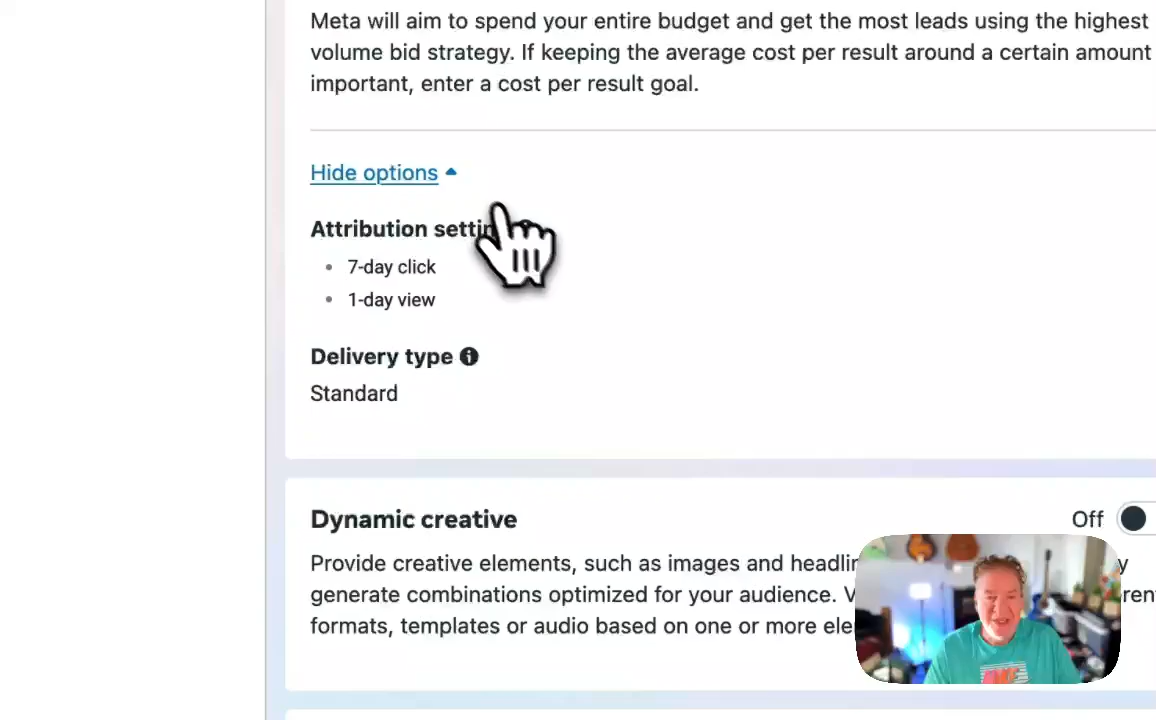 Meta will aim to spend your entire budget and get the most leads using the highest
volume bid strategy. If keeping the average cost per result around a certain amount
important, enter a cost per result goal.
Hide options
Attribution
7-day click
1-day view
Delivery type
Standard
Dynamic creative
Off
Provide creative elements, such as images and
generate combinations optimized for your audience.
formats, templates or audio based on one or more